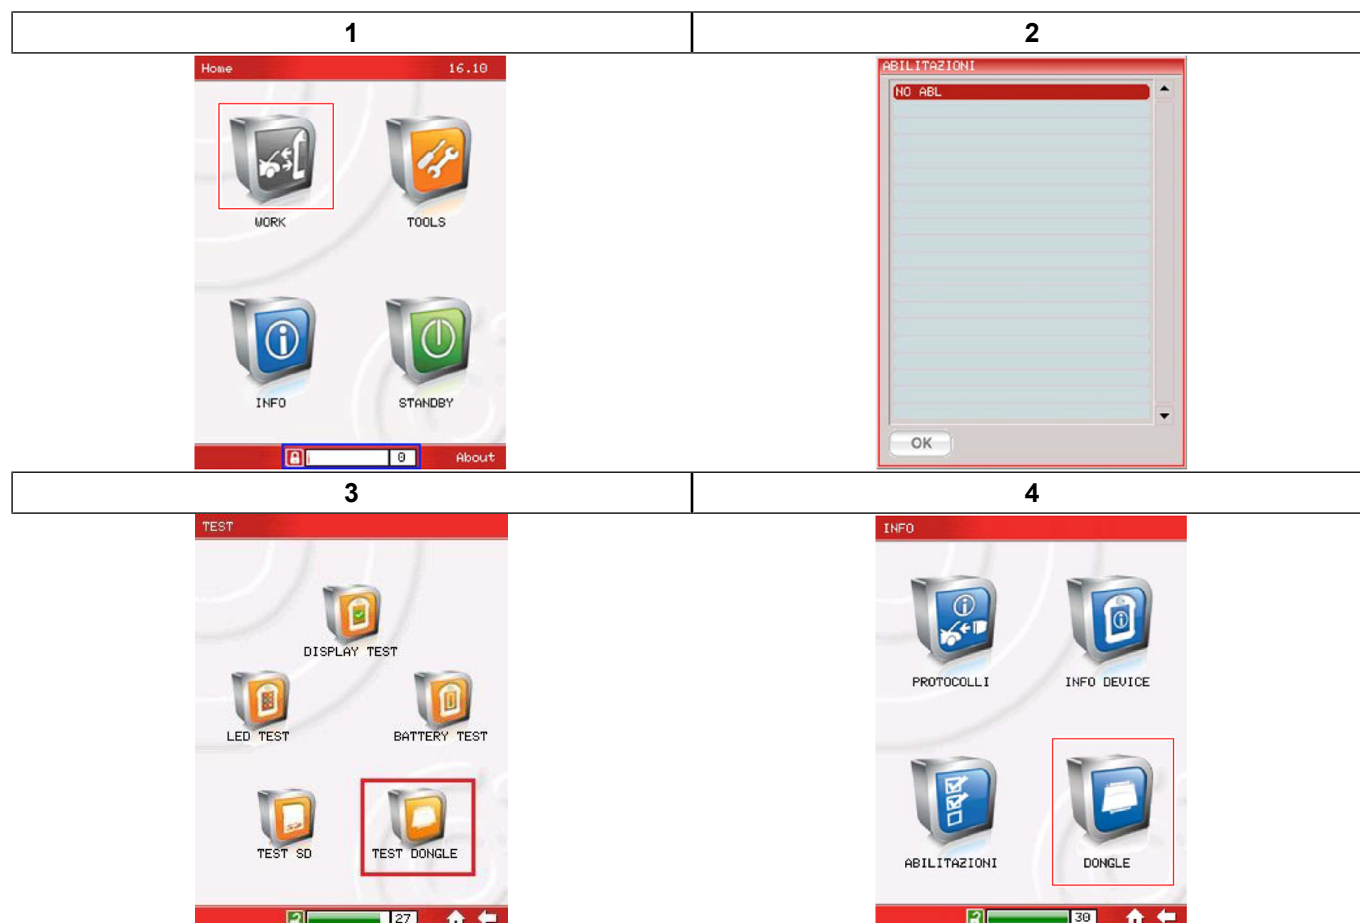 1
2
Home 16.10
WORK
TOOLS
INFO
STANDBY
0 About
ABILITAZIONI
NO ABL
OK
3
4
TEST
DISPLAY TEST
LED TEST
BATTERY TEST
TEST SD
TEST DONGLE
27
INFO
PROTOCOLLI
INFO DEVICE
ABILITAZIONI
DONGLE
30